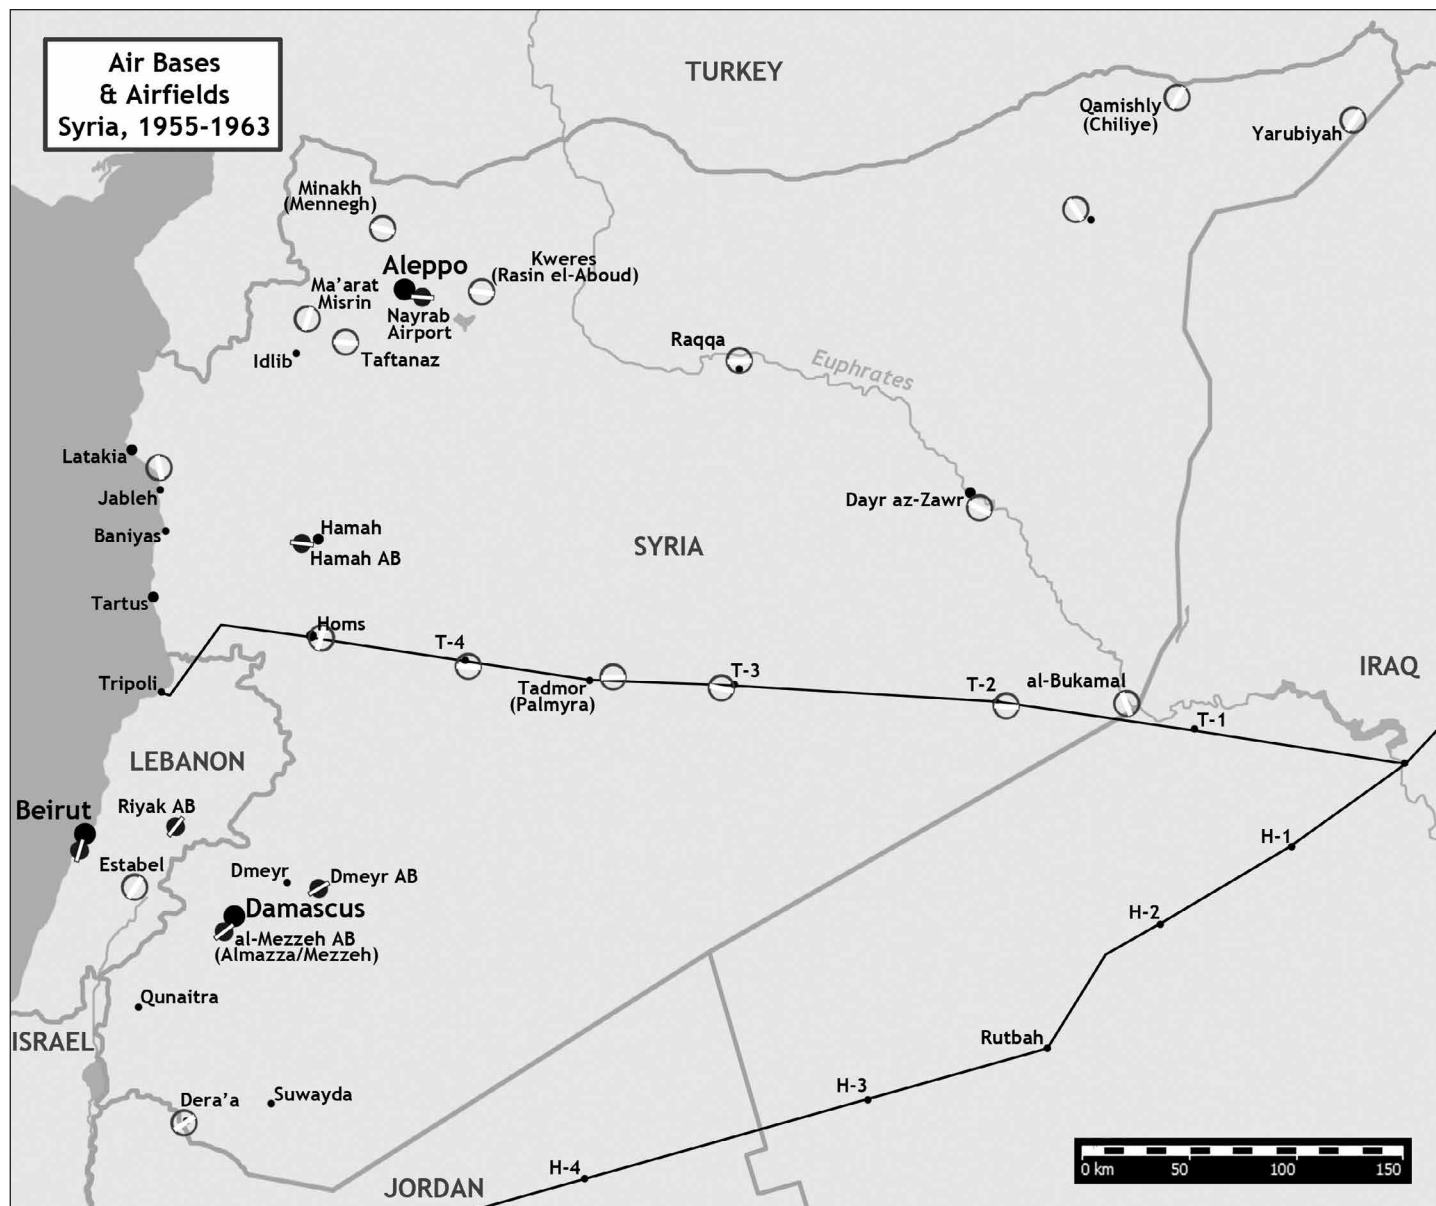 Air Bases
& Airfields
Syria, 1955-1963
TURKEY
Qamishly
(Chiliye)
Yarubiyah
Minakh
(Mennegh)
Aleppo
Kweres
(Rasin el-Aboud)
Ma'arat
Misrin
Nayrab
Airport
Idlib
Taftanaz
Raqqa
Euphrates
Latakia
Jableh
Baniyas
Dayr az-Zawr
Hamah
Hamah AB
SYRIA
Tartus
Homs
T-4
Tripoli
Tadmor
(Palmyra)
T-3
T-2
al-Bukamal
IRAQ
T-1
LEBANON
Beirut
Riyak AB
Estabel
Dmeyr
Dmeyr AB
Damascus
al-Mezzeh AB
(Almazza/Mezzeh)
H-1
H-2
Qunaitra
ISRAEL
Rutbah
Dera'a
Suwayda
H-3
H-4
JORDAN
0 km 50 100 150